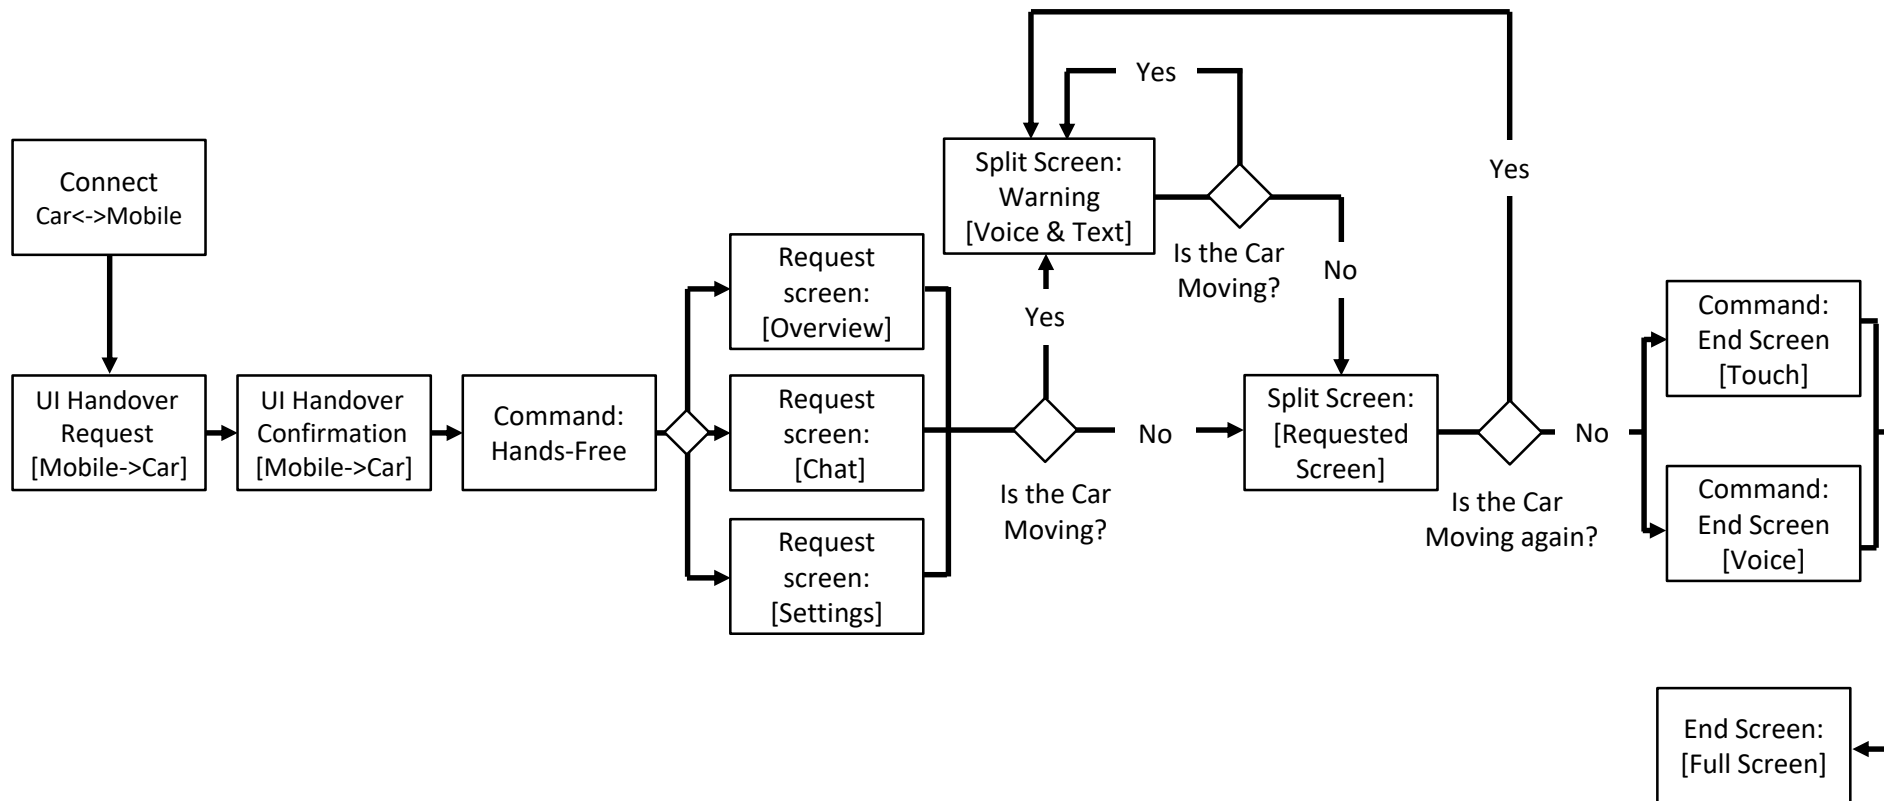 Connect
Car<->Mobile
UI Handover
Request
[Mobile->Car]
UI Handover
Confirmation
[Mobile->Car]
Command:
Hands-Free
Request
screen:
[Overview]
Request
screen:
[Chat]
Request
screen:
[Settings]
Is the Car
Moving?
Yes
No
Split Screen:
Warning
[Voice & Text]
Yes
Is the Car
Moving?
No
Split Screen:
[Requested
Screen]
Yes
Is the Car
Moving again?
No
Command:
End Screen
[Touch]
Command:
End Screen
[Voice]
End Screen:
[Full Screen]